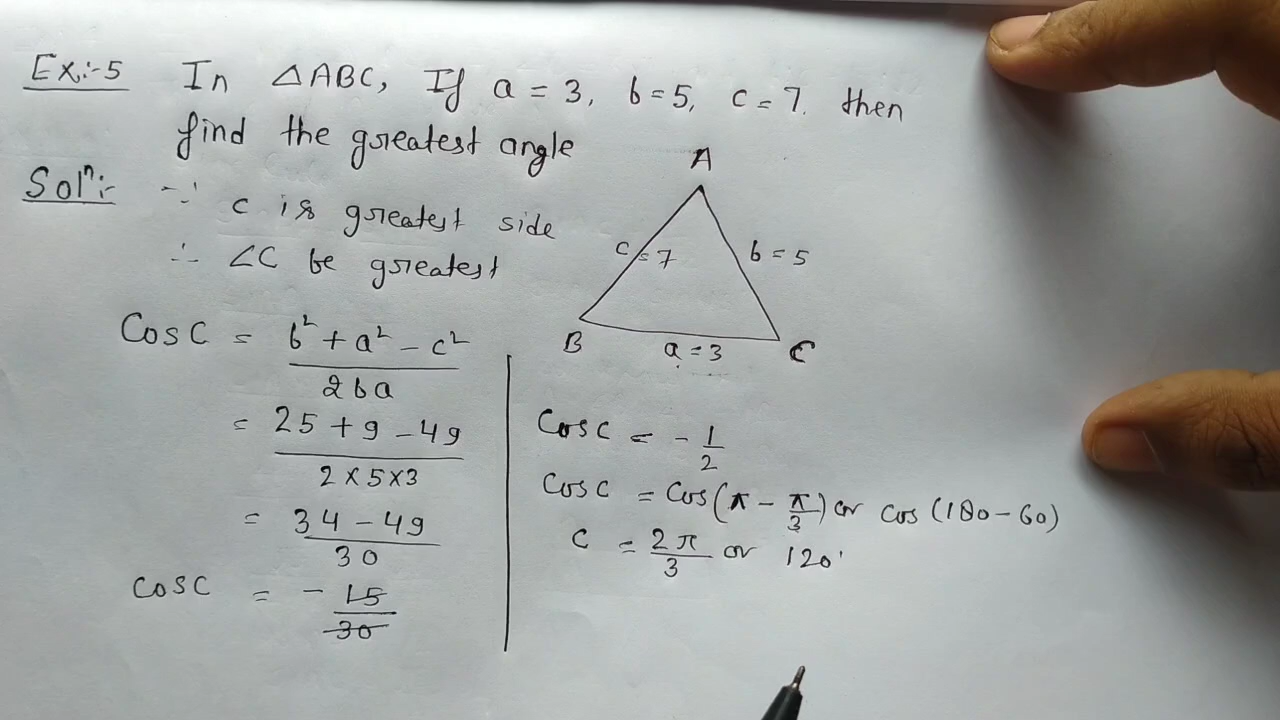 Ex:-5 In △ABC, If a = 3, b = 5, c = 7. then
find the greatest angle
Solⁿ:- ∵ c is greatest side
∴ ∠C be greatest
A
c = 7
b = 5
B
a = 3
C
Cos C = b² + a² - c²
2ba
= 25 + 9 - 49
2 × 5 × 3
= 34 - 49
30
Cos C = - 15
30
Cos C = - 1
2
Cos C = Cos(π - π/3) or cos (180-60)
C = 2π/3 or 120°